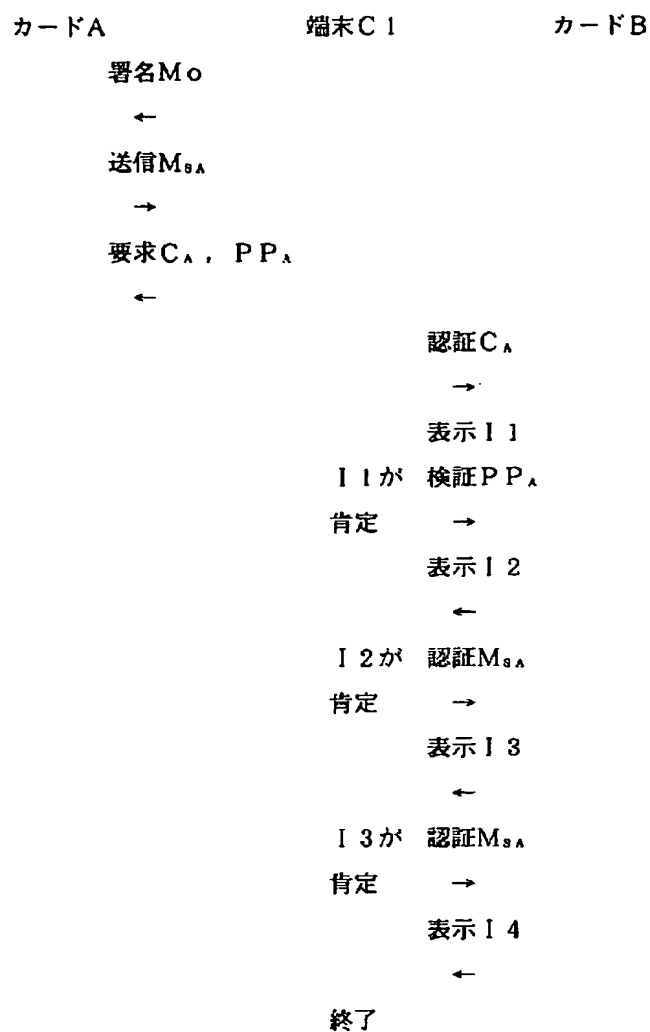 カードA 端末C1 カードB
署名Mo
←
送信MSA
→
要求CA, PPA
←
認証CA
→
表示I1
I1が 検証PPA
肯定 →
表示I2
←
I2が 認証MSA
肯定 →
表示I3
←
I3が 認証MSA
肯定 →
表示I4
←
終了